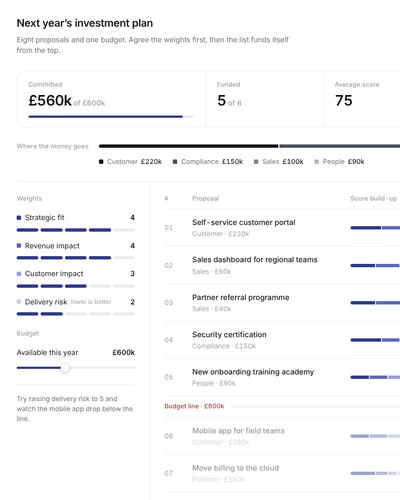 Next year's investment plan
Eight proposals and one budget. Agree the weights first, then the list funds itself
from the top.
Committed
£560k of £600k
Funded
5 of 8
Average score
75
Where the money goes
Customer £220k
Compliance £150k
Sales £100k
People £90k
Weights
Strategic fit 4
Revenue impact 4
Customer impact 3
Delivery risk lower is better 2
Budget
Available this year £600k
Try raising delivery risk to 5 and
watch the mobile app drop below the
line.
# Proposal Score build-up
01 Self-service customer portal
Customer · £220k
02 Sales dashboard for regional teams
Sales · £60k
03 Partner referral programme
Sales · £40k
04 Security certification
Compliance · £150k
05 New onboarding training academy
People · £90k
Budget line · £600k
06 Mobile app for field teams
Customer · £260k
07 Move billing to the cloud
Platform · £180k